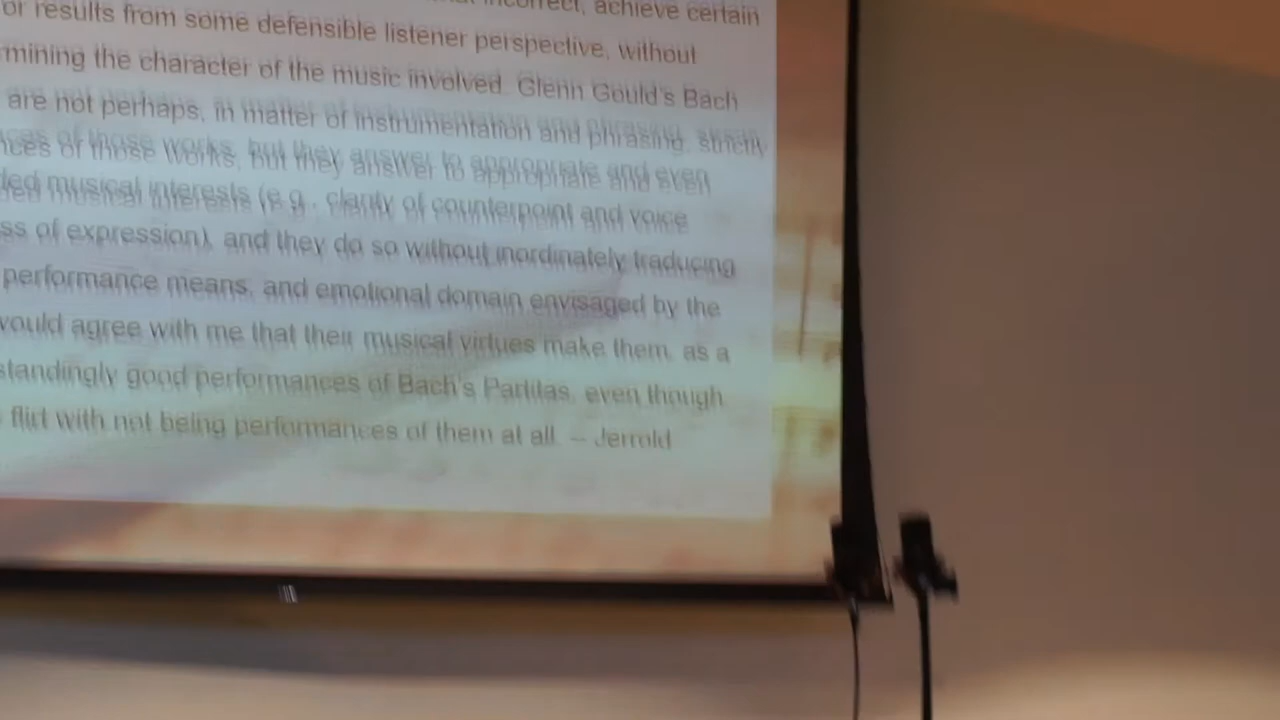 incorrect, achieve certain
or results from some defensible listener perspective, without
mining the character of the music involved. Glenn Gould's Bach
are not perhaps, in matter of instrumentation and phrasing, strictly
nces of those works, but they answer to appropriate and even
ded musical interests (e.g., clarity of counterpoint and voice
ss of expression), and they do so without inordinately traducing
performance means, and emotional domain envisaged by the
would agree with me that their musical virtues make them, as a
standingly good performances of Bach's Partitas, even though
flirt with not being performances of them at all. – Jerrold